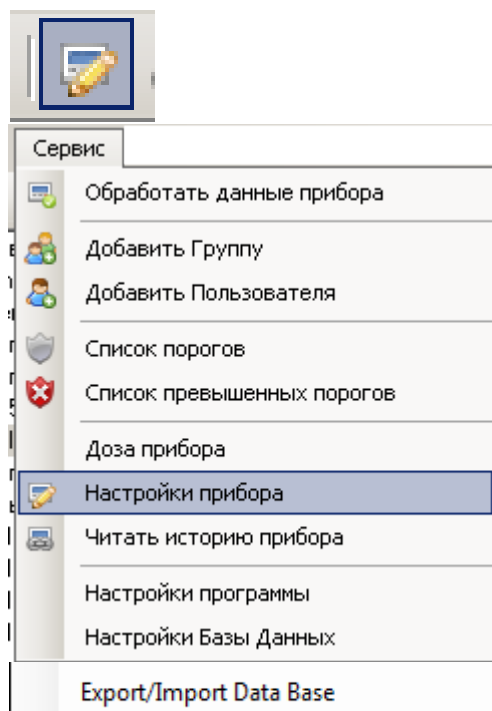 Сервис
Обработать данные прибора
Добавить Группу
Добавить Пользователя
Список порогов
Список превышенных порогов
Доза прибора
Настройки прибора
Читать историю прибора
Настройки программы
Настройки Базы Данных
Export/Import Data Base